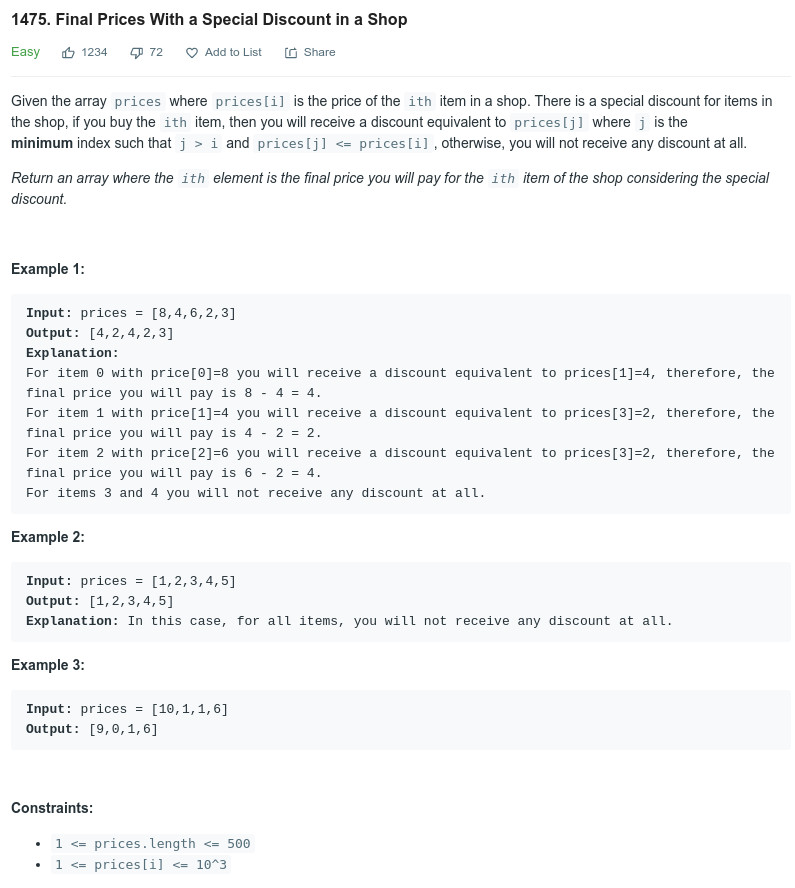 1475. Final Prices With a Special Discount in a Shop
Easy 1234 72 Add to List Share
Given the array prices where prices[i] is the price of the ith item in a shop. There is a special discount for items in
the shop, if you buy the ith item, then you will receive a discount equivalent to prices[j] where j is the
minimum index such that j > i and prices[j] <= prices[i] , otherwise, you will not receive any discount at all.
Return an array where the ith element is the final price you will pay for the ith item of the shop considering the special
discount.
Example 1:
Input: prices = [8,4,6,2,3]
Output: [4,2,4,2,3]
Explanation:
For item 0 with price[0]=8 you will receive a discount equivalent to prices[1]=4, therefore, the
final price you will pay is 8 - 4 = 4.
For item 1 with price[1]=4 you will receive a discount equivalent to prices[3]=2, therefore, the
final price you will pay is 4 - 2 = 2.
For item 2 with price[2]=6 you will receive a discount equivalent to prices[3]=2, therefore, the
final price you will pay is 6 - 2 = 4.
For items 3 and 4 you will not receive any discount at all.
Example 2:
Input: prices = [1,2,3,4,5]
Output: [1,2,3,4,5]
Explanation: In this case, for all items, you will not receive any discount at all.
Example 3:
Input: prices = [10,1,1,6]
Output: [9,0,1,6]
Constraints:
• 1 <= prices.length <= 500
• 1 <= prices[i] <= 10^3